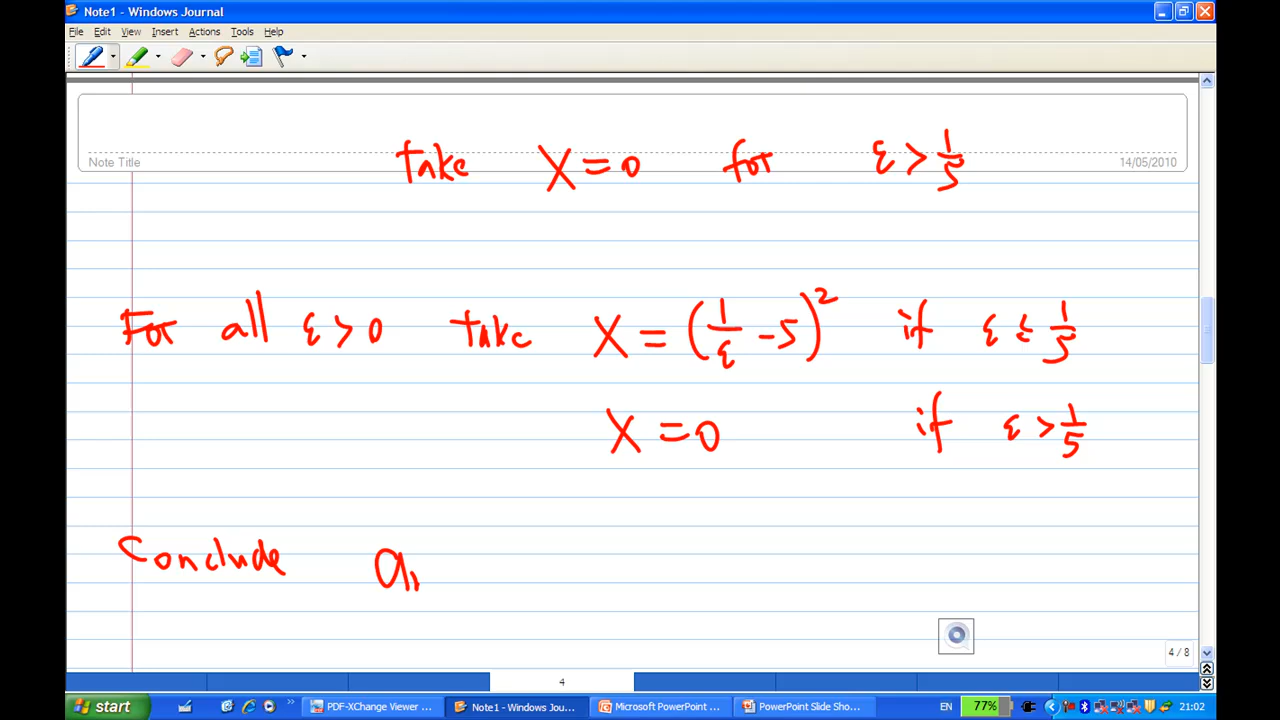 Note1 - Windows Journal
File Edit View Insert Actions Tools Help
take X = 0 for ε > 1/5
Note Title
14/05/2010
For all ε > 0 take X = (1/ε - 5)² if ε ≤ 1/5
X = 0 if ε > 1/5
Conclude
4 / 8
4
start
PDF-XChange Viewer ...
Note1 - Windows Jou...
Microsoft PowerPoint ...
PowerPoint Slide Sho...
EN
77%
21:02